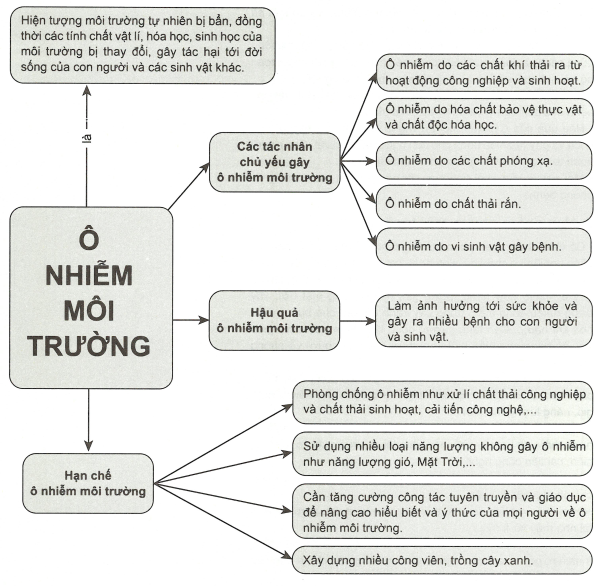 Hiện tượng môi trường tự nhiên bị bẩn, đồng
thời các tính chất vật lí, hóa học, sinh học của
môi trường bị thay đổi, gây tác hại tới đời
sống của con người và các sinh vật khác.
là
Ô
NHIỄM
MÔI
TRƯỜNG
Các tác nhân
chủ yếu gây
ô nhiễm môi trường
Ô nhiễm do các chất khí thải ra từ
hoạt động công nghiệp và sinh hoạt.
Ô nhiễm do hóa chất bảo vệ thực vật
và chất độc hóa học.
Ô nhiễm do các chất phóng xạ.
Ô nhiễm do chất thải rắn.
Ô nhiễm do vi sinh vật gây bệnh.
Hậu quả
ô nhiễm môi trường
Làm ảnh hưởng tới sức khỏe và
gây ra nhiều bệnh cho con người
và sinh vật.
Hạn chế
ô nhiễm môi trường
Phòng chống ô nhiễm như xử lí chất thải công nghiệp
và chất thải sinh hoạt, cải tiến công nghệ,...
Sử dụng nhiều loại năng lượng không gây ô nhiễm
như năng lượng gió, Mặt Trời,...
Cần tăng cường công tác tuyên truyền và giáo dục
để nâng cao hiểu biết và ý thức của mọi người về ô
nhiễm môi trường.
Xây dựng nhiều công viên, trồng cây xanh.